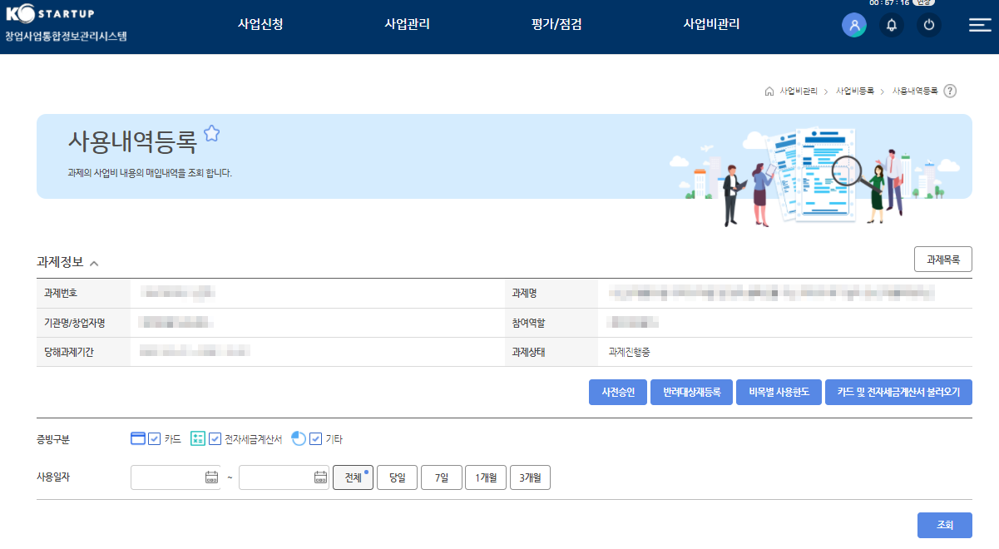 00 : 57 : 16 연장
K STARTUP
창업사업통합정보관리시스템
사업신청 사업관리 평가/점검 사업비관리
사업비관리 > 사업비등록 > 사용내역등록 ?
사용내역등록
과제의 사업비 내용의 매입내역을 조회 합니다.
과제정보
과제목록
과제번호 과제명
기관명/창업자명 참여역할
당해과제기간 과제상태 과제진행중
사전승인 반려대상재등록 비목별 사용한도 카드 및 전자세금계산서 불러오기
증빙구분 카드 전자세금계산서 기타
사용일자 ~ 전체 당일 7일 1개월 3개월
조회